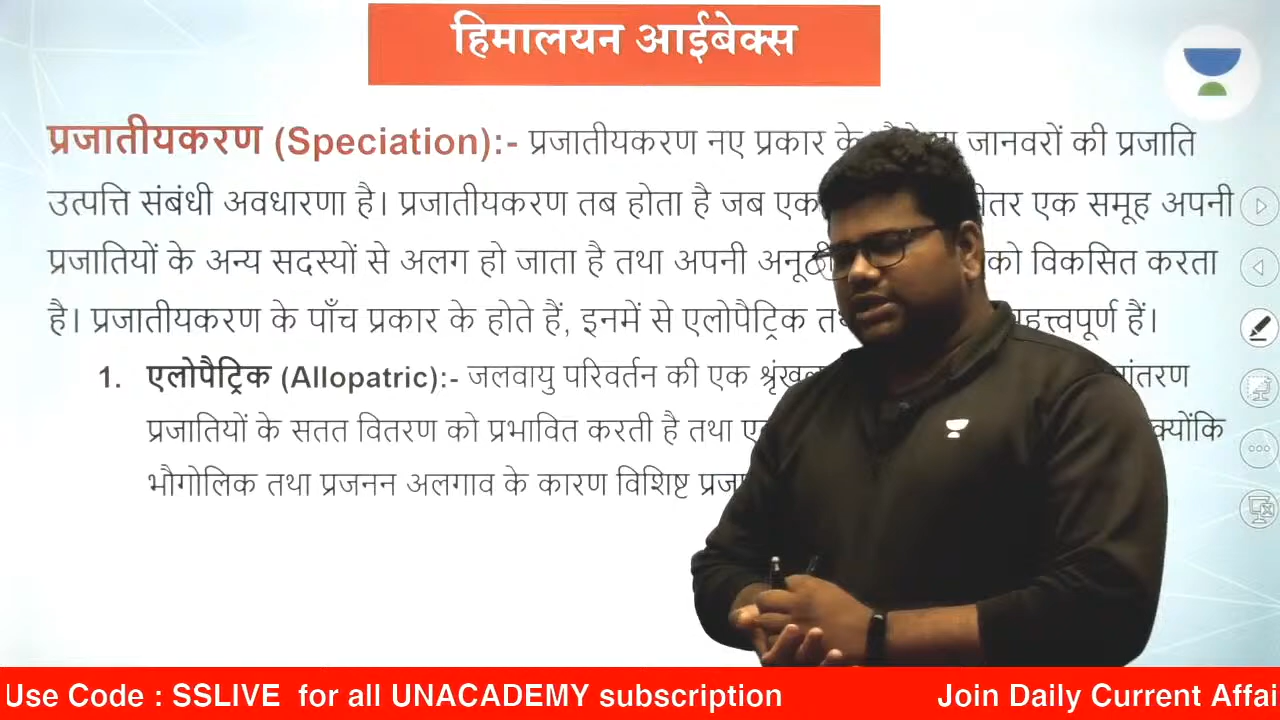 हिमालयन आईबेक्स
प्रजातीयकरण (Speciation):- प्रजातीयकरण नए प्रकार के जानवरों की प्रजाति
उत्पत्ति संबंधी अवधारणा है। प्रजातीयकरण तब होता है जब एक एक समूह अपनी
प्रजातियों के अन्य सदस्यों से अलग हो जाता है तथा अपनी को विकसित करता
है। प्रजातीयकरण के पाँच प्रकार के होते हैं, इनमें से एलोपैट्रिक हैं।
1. एलोपैट्रिक (Allopatric):- जलवायु परिवर्तन की एक
प्रजातियों के सतत वितरण को प्रभावित करती है तथा क्योंकि
भौगोलिक तथा प्रजनन अलगाव के कारण विशिष्ट
Use Code : SSLIVE for all UNACADEMY subscription Join Daily Current Affai